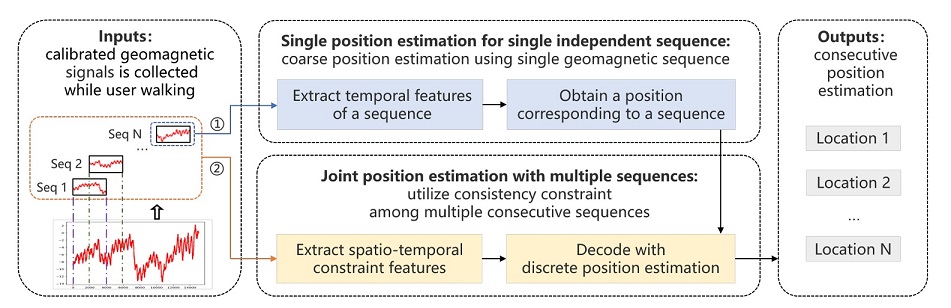 Inputs:
calibrated geomagnetic
signals is collected
while user walking
Seq N
...
Seq 2
Seq 1
①
②
Single position estimation for single independent sequence:
coarse position estimation using single geomagnetic sequence
Extract temporal features
of a sequence
Obtain a position
corresponding to a sequence
Joint position estimation with multiple sequences:
utilize consistency constraint
among multiple consecutive sequences
Extract spatio-temporal
constraint features
Decode with
discrete position estimation
Outputs:
consecutive
position
estimation
Location 1
Location 2
...
Location N